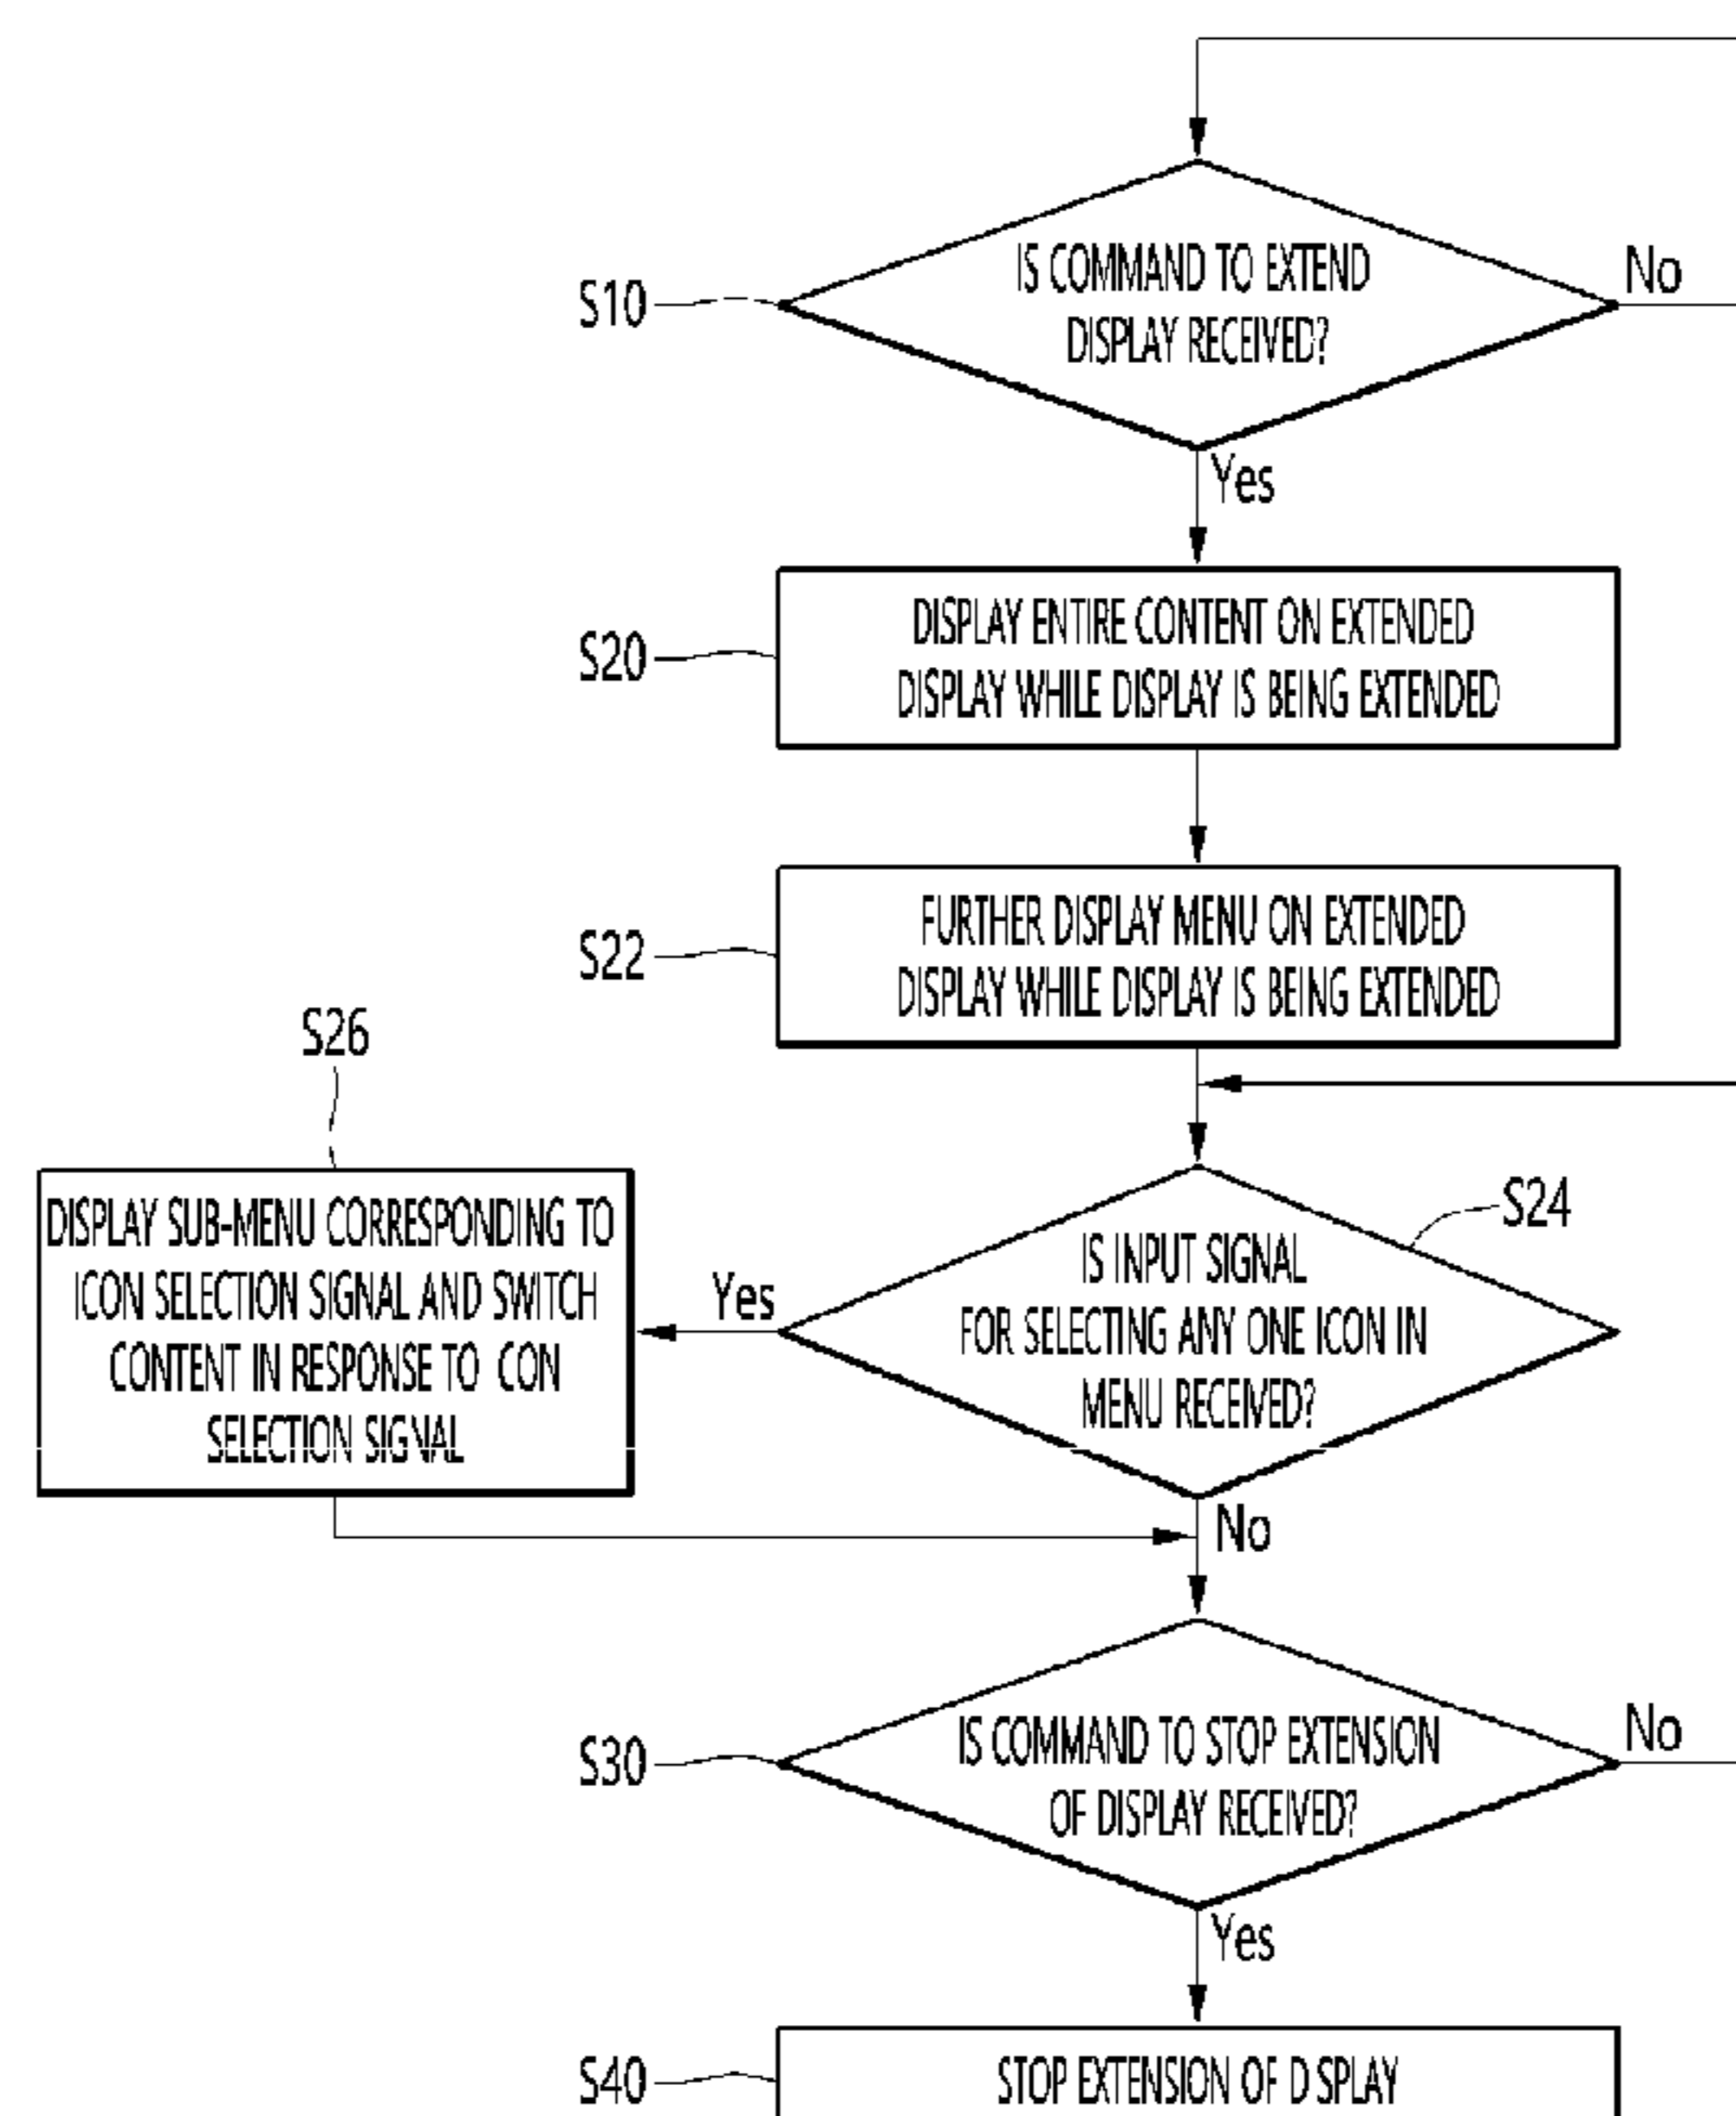 IS COMMAND TO EXTEND
DISPLAY RECEIVED?
No
S10
Yes
DISPLAY ENTIRE CONTENT ON EXTENDED
DISPLAY WHILE DISPLAY IS BEING EXTENDED
S20
FURTHER DISPLAY MENU ON EXTENDED
DISPLAY WHILE DISPLAY IS BEING EXTENDED
S22
S26
DISPLAY SUB-MENU CORRESPONDING TO
ICON SELECTION SIGNAL AND SWITCH
CONTENT IN RESPONSE TO CON
SELECTION SIGNAL
Yes
S24
IS INPUT SIGNAL
FOR SELECTING ANY ONE ICON IN
MENU RECEIVED?
No
S30
IS COMMAND TO STOP EXTENSION
OF DISPLAY RECEIVED?
No
Yes
S40
STOP EXTENSION OF D SPLAY